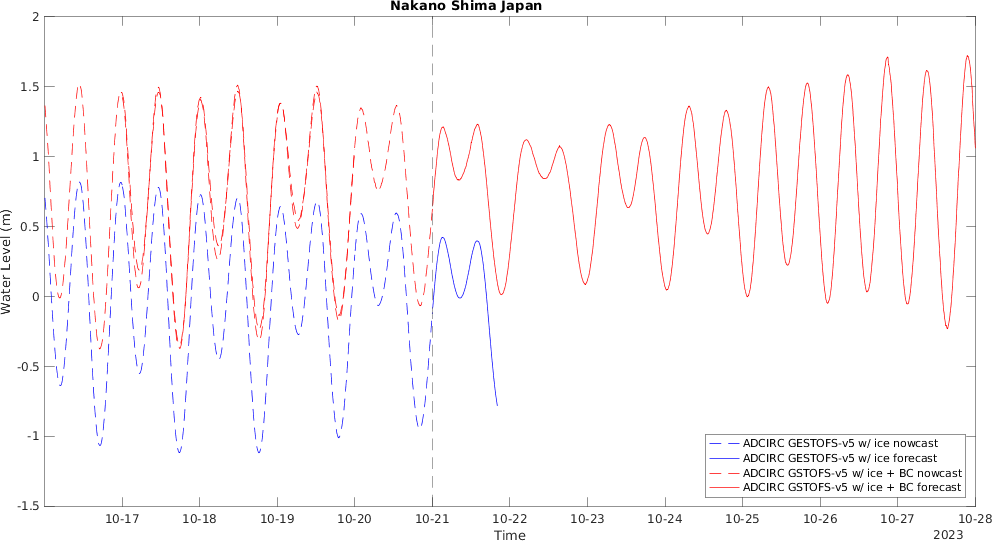 Nakano Shima Japan
2
1.5
1
0.5
0
-0.5
-1
-1.5
Water Level (m)
ADCIRC GESTOFS-v5 w/ ice nowcast
ADCIRC GESTOFS-v5 w/ ice forecast
ADCIRC GSTOFS-v5 w/ ice + BC nowcast
ADCIRC GSTOFS-v5 w/ ice + BC forecast
10-17 10-18 10-19 10-20 10-21 10-22 10-23 10-24 10-25 10-26 10-27 10-28
Time
2023